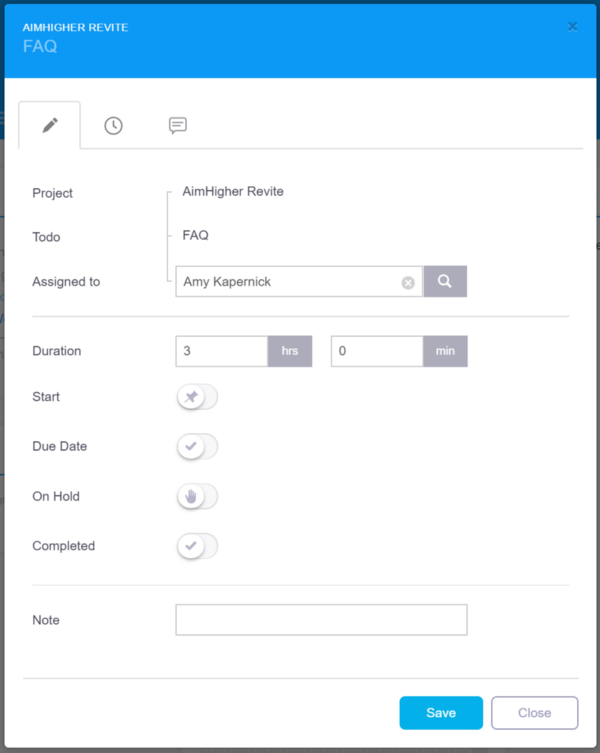 AIMHIGHER REVITE
FAQ
Project AimHigher Revite
Todo FAQ
Assigned to Amy Kapernick
Duration 3 hrs 0 min
Start
Due Date
On Hold
Completed
Note
Save Close